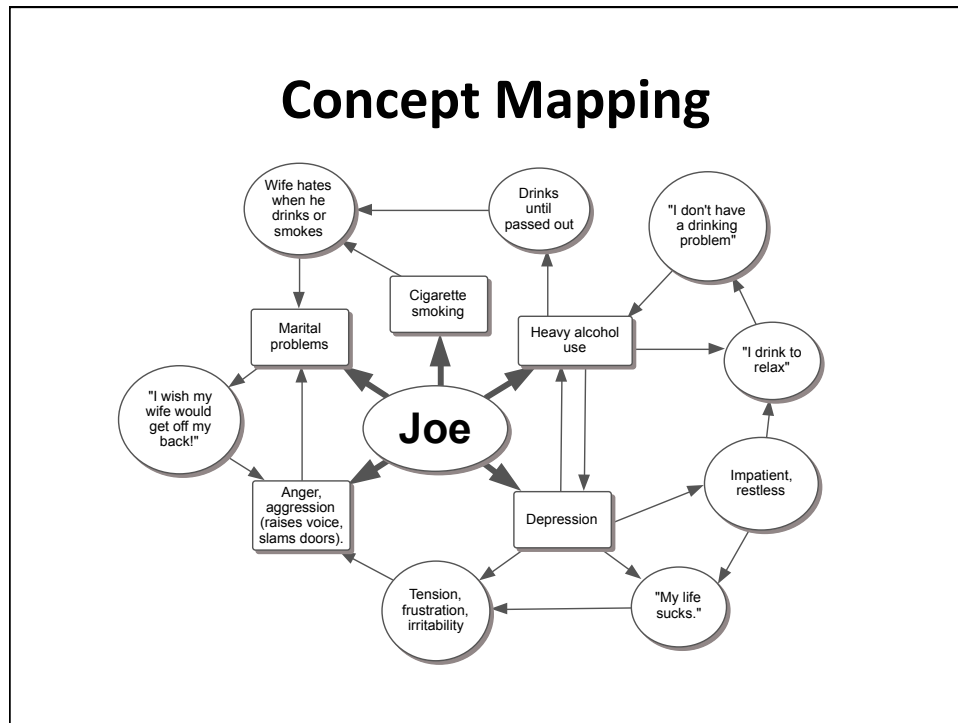 Concept Mapping
Wife hates
when he
drinks or
smokes
Drinks
until
passed out
"I don't have
a drinking
problem"
Cigarette
smoking
Marital
problems
Heavy alcohol
use
"I drink to
relax"
"I wish my
wife would
get off my
back!"
Joe
Impatient,
restless
Anger,
aggression
(raises voice,
slams doors).
Depression
Tension,
frustration,
irritability
"My life
sucks."